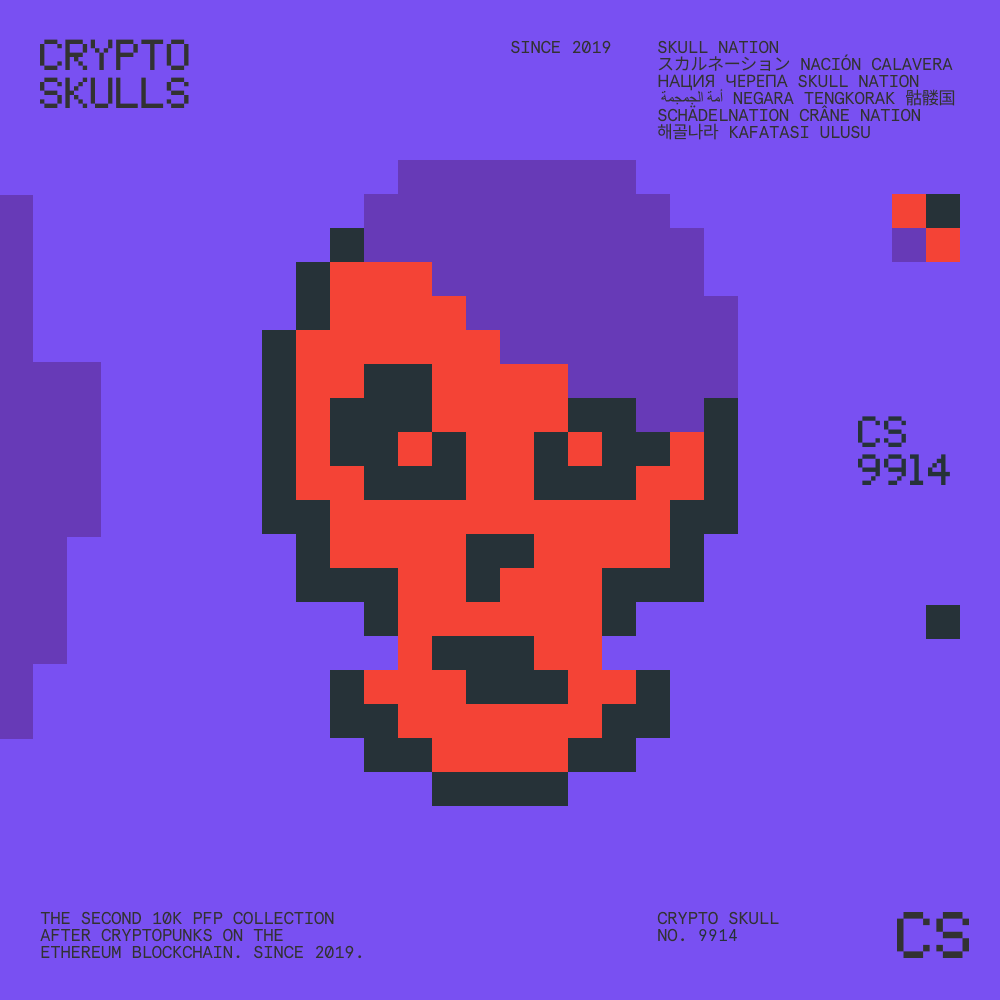 CRYPTO
SKULLS
SINCE 2019
SKULL NATION
スカルネーション NACIÓN CALAVERA
НАЦИЯ ЧЕРЕПА SKULL NATION
أمة الجمجمة NEGARA TENGKORAK 骷髅国
SCHÄDELNATION CRÂNE NATION
해골나라 KAFATASI ULUSU
CS
9914
THE SECOND 10K PFP COLLECTION
AFTER CRYPTOPUNKS ON THE
ETHEREUM BLOCKCHAIN. SINCE 2019.
CRYPTO SKULL
NO. 9914
CS